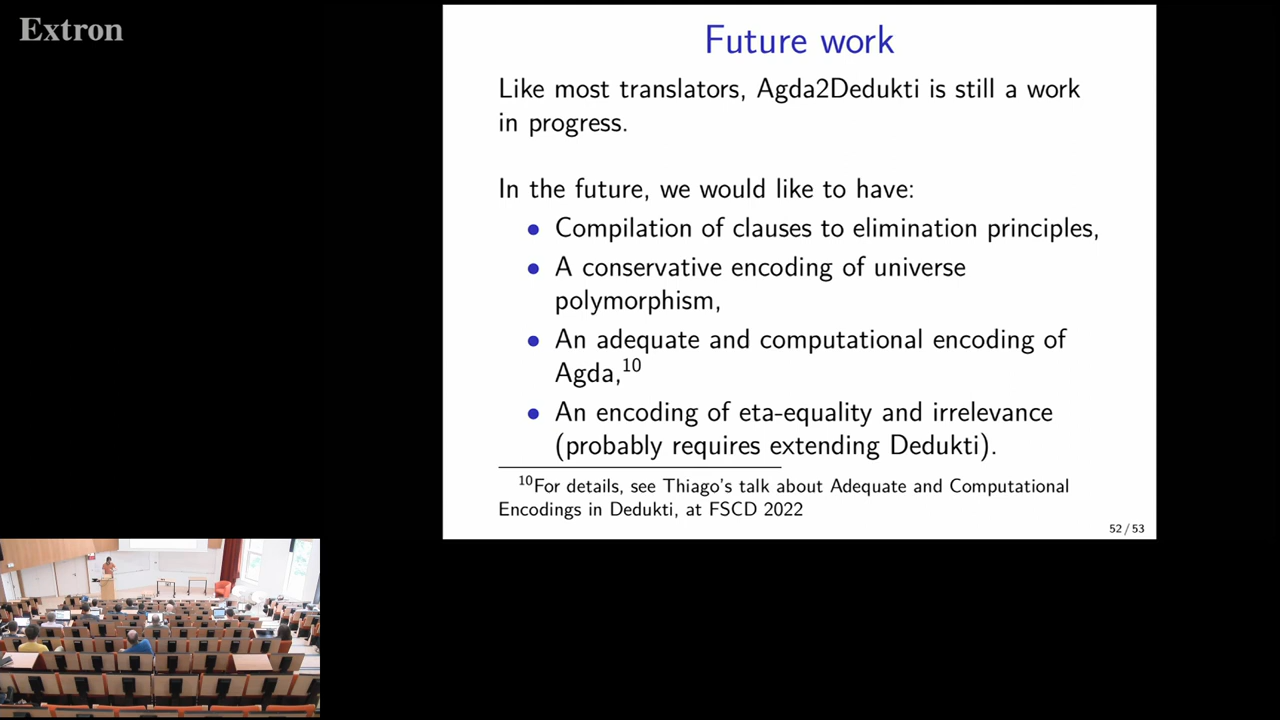 Extron
Future work
Like most translators, Agda2Dedukti is still a work
in progress.
In the future, we would like to have:
• Compilation of clauses to elimination principles,
• A conservative encoding of universe
polymorphism,
• An adequate and computational encoding of
Agda,¹⁰
• An encoding of eta-equality and irrelevance
(probably requires extending Dedukti).
¹⁰For details, see Thiago's talk about Adequate and Computational
Encodings in Dedukti, at FSCD 2022
52 / 53